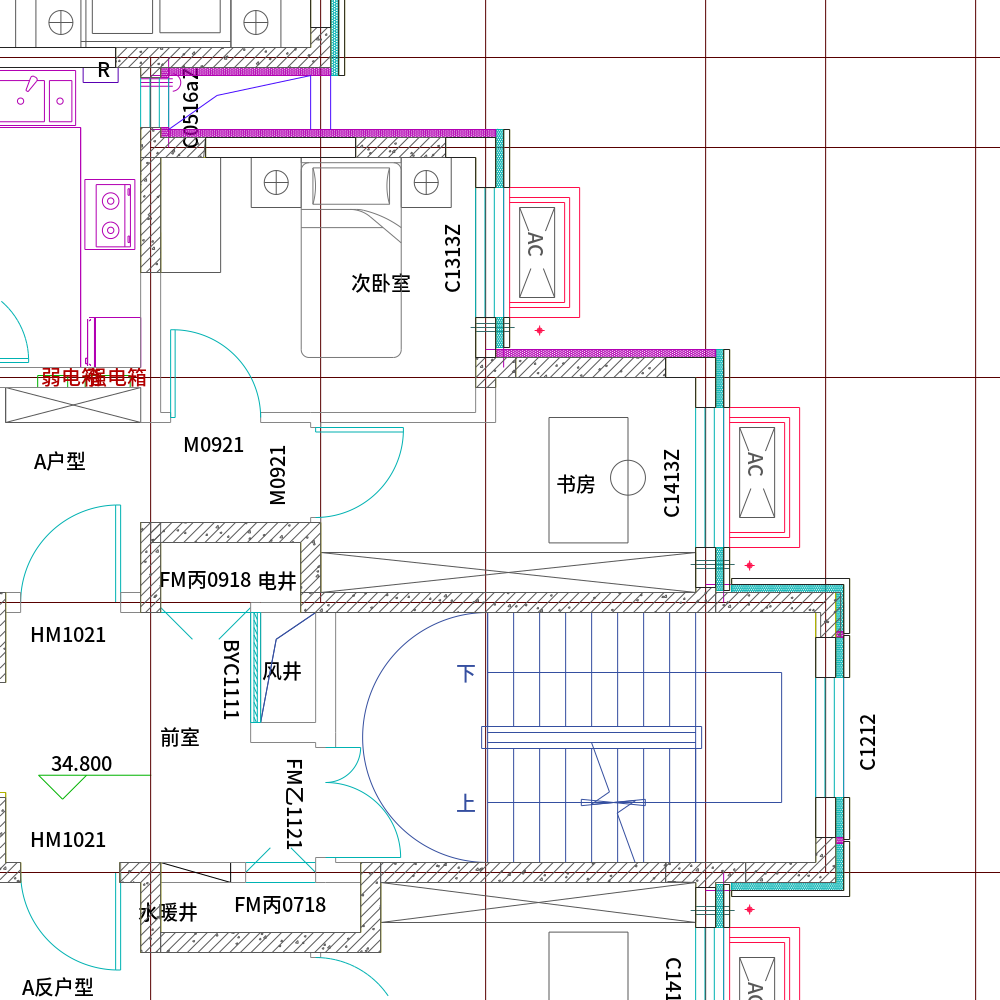 R
C0516aZ
C1313Z
AC
次卧室
弱电箱
强电箱
M0921
M0921
A户型
书房
C1413Z
AC
FM丙0918
电井
HM1021
BYC1111
风井
下
前室
C1212
34.800
FM乙1121
上
HM1021
水暖井
FM丙0718
A反户型
C141
AC